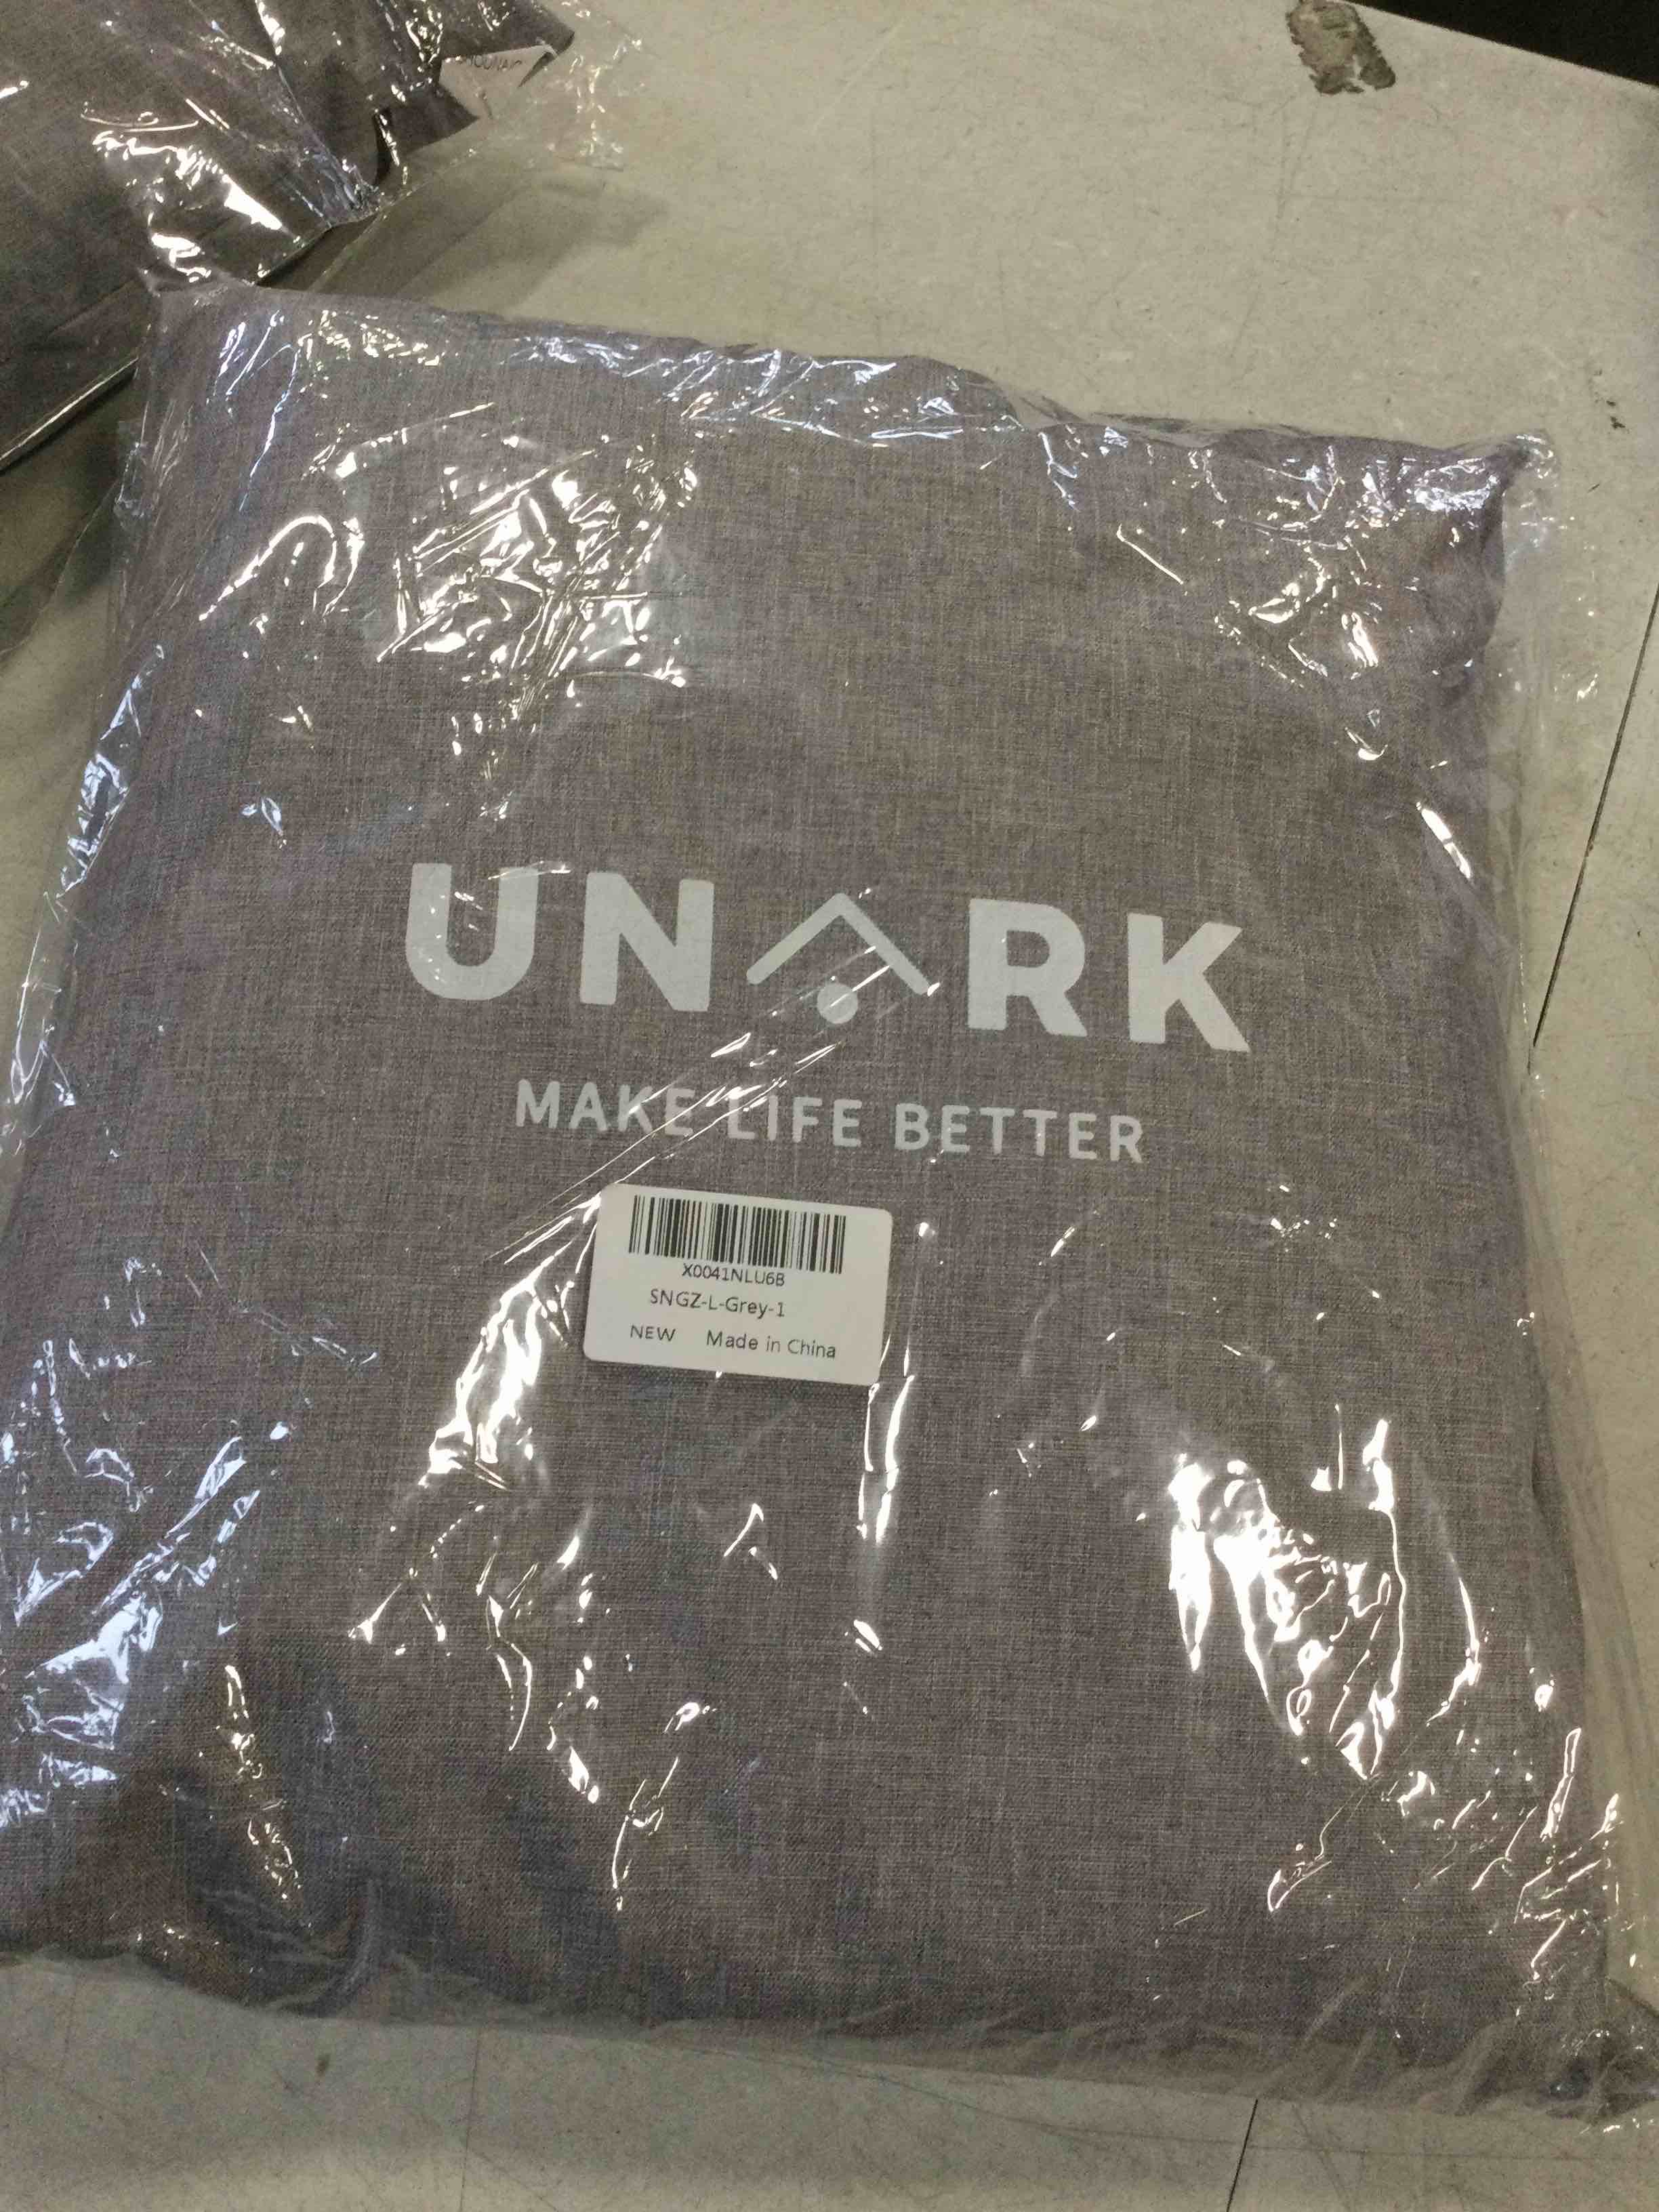 UNARK
MAKE LIFE BETTER
X0041NLU6B
SNGZ-L-Grey-1
NEW Made in China